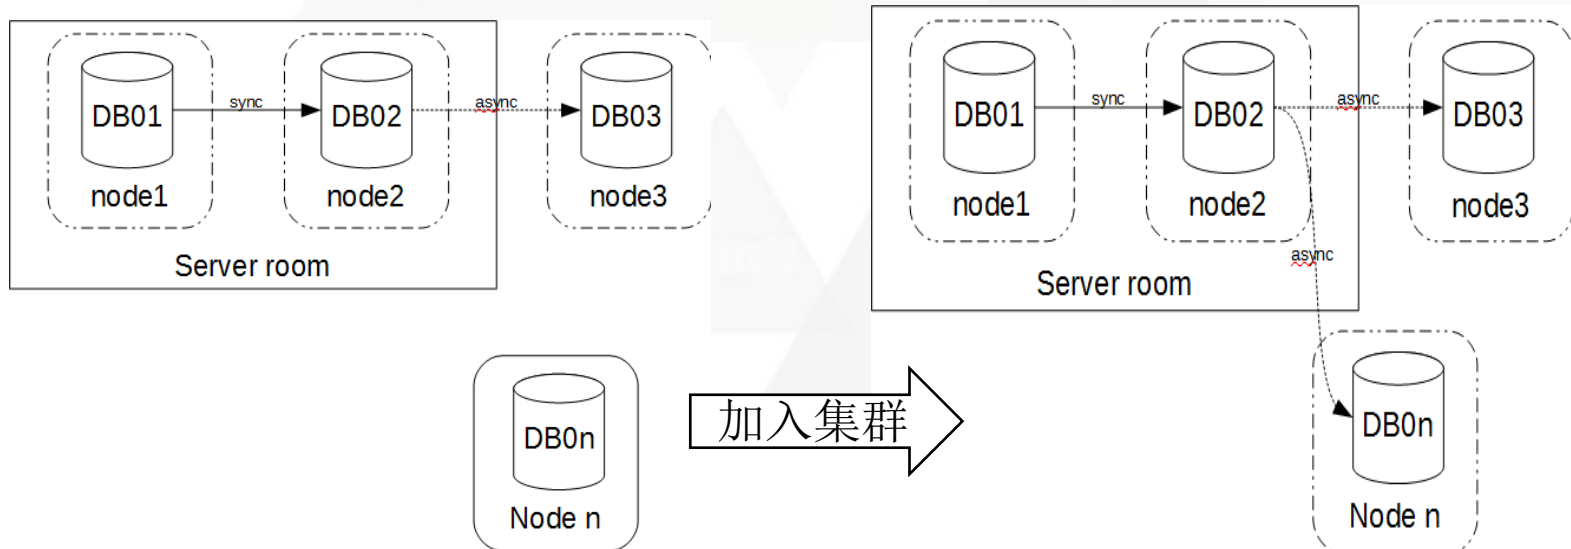 DB01
sync
DB02
async
DB03
node1
node2
node3
Server room
DB0n
Node n
加入集群
DB01
sync
DB02
async
DB03
node1
node2
node3
async
Server room
DB0n
Node n